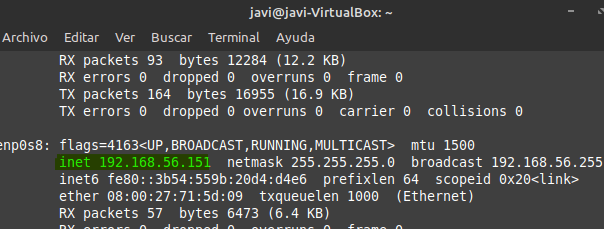 javi@javi-VirtualBox: ~
Archivo Editar Ver Buscar Terminal Ayuda
RX packets 93  bytes 12284 (12.2 KB)
RX errors 0  dropped 0  overruns 0  frame 0
TX packets 164  bytes 16955 (16.9 KB)
TX errors 0  dropped 0 overruns 0  carrier 0  collisions 0
enp0s8: flags=4163<UP,BROADCAST,RUNNING,MULTICAST>  mtu 1500
inet 192.168.56.151  netmask 255.255.255.0  broadcast 192.168.56.255
inet6 fe80::3b54:559b:20d4:d4e6  prefixlen 64  scopeid 0x20<link>
ether 08:00:27:71:5d:09  txqueuelen 1000  (Ethernet)
RX packets 57  bytes 6473 (6.4 KB)
RX errors 0  dropped 0  overruns 0  frame 0